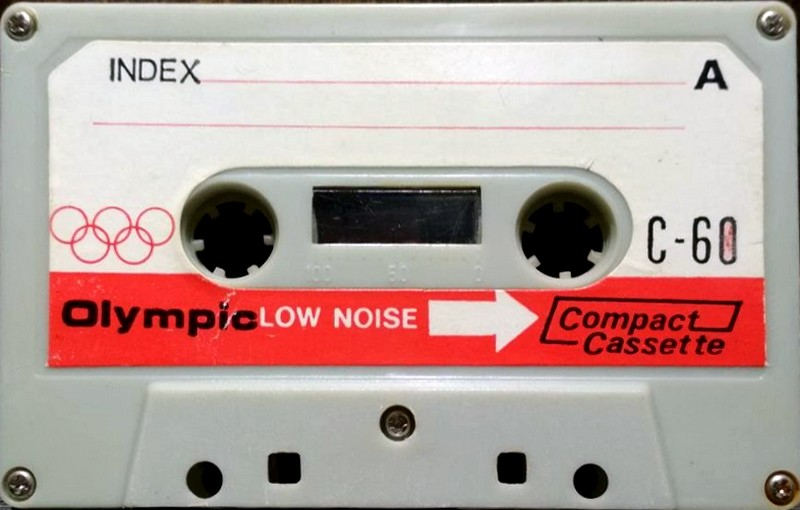 INDEX A
C-60
100 50 0
Olympic LOW NOISE Compact Cassette